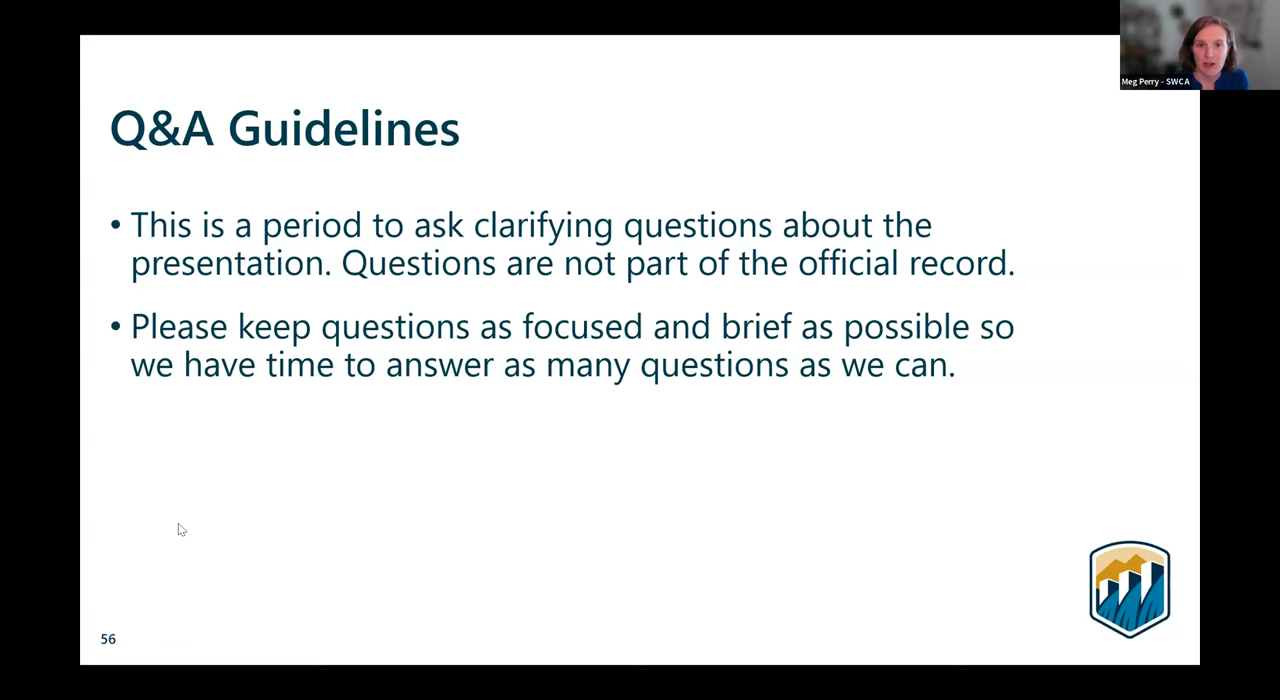 Meg Perry - SWCA
Q&A Guidelines
• This is a period to ask clarifying questions about the
presentation. Questions are not part of the official record.
• Please keep questions as focused and brief as possible so
we have time to answer as many questions as we can.
56